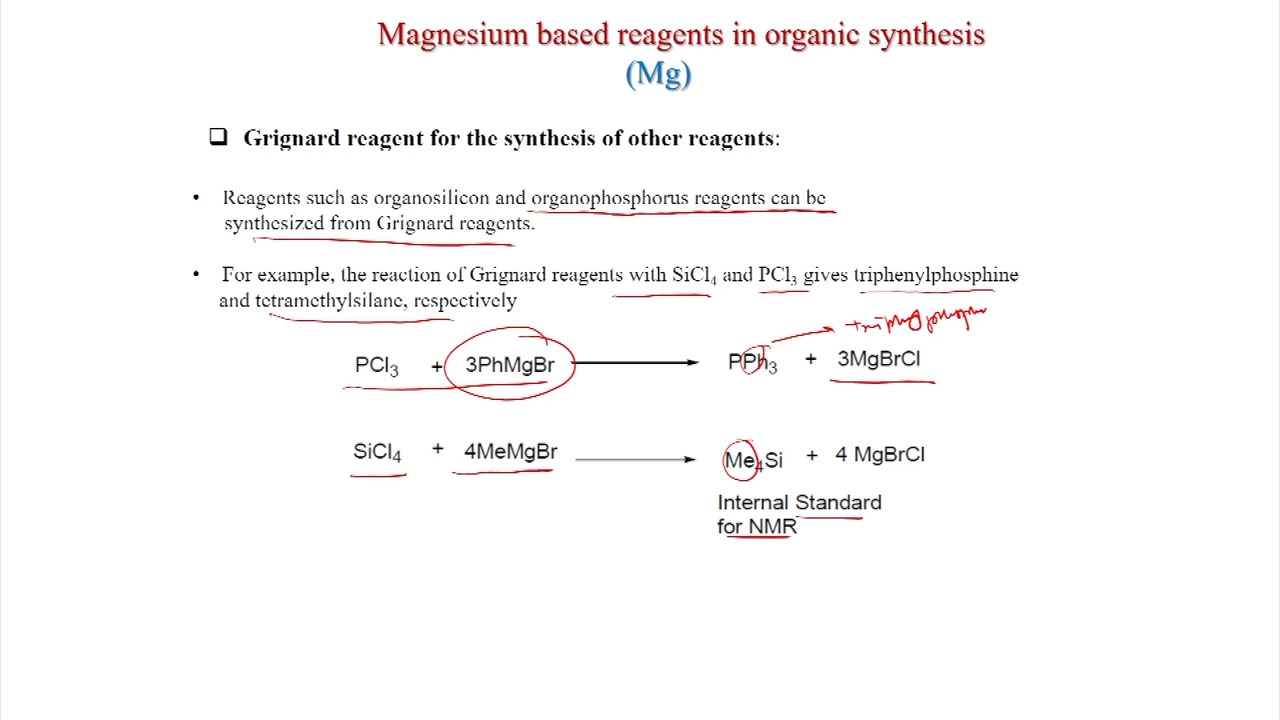 Magnesium based reagents in organic synthesis
(Mg)
❑ Grignard reagent for the synthesis of other reagents:
• Reagents such as organosilicon and organophosphorus reagents can be
synthesized from Grignard reagents.
• For example, the reaction of Grignard reagents with SiCl₄ and PCl₃ gives triphenylphosphine
and tetramethylsilane, respectively
PCl₃ + 3PhMgBr PPh₃ + 3MgBrCl
SiCl₄ + 4MeMgBr Me₄Si + 4 MgBrCl
Internal Standard
for NMR